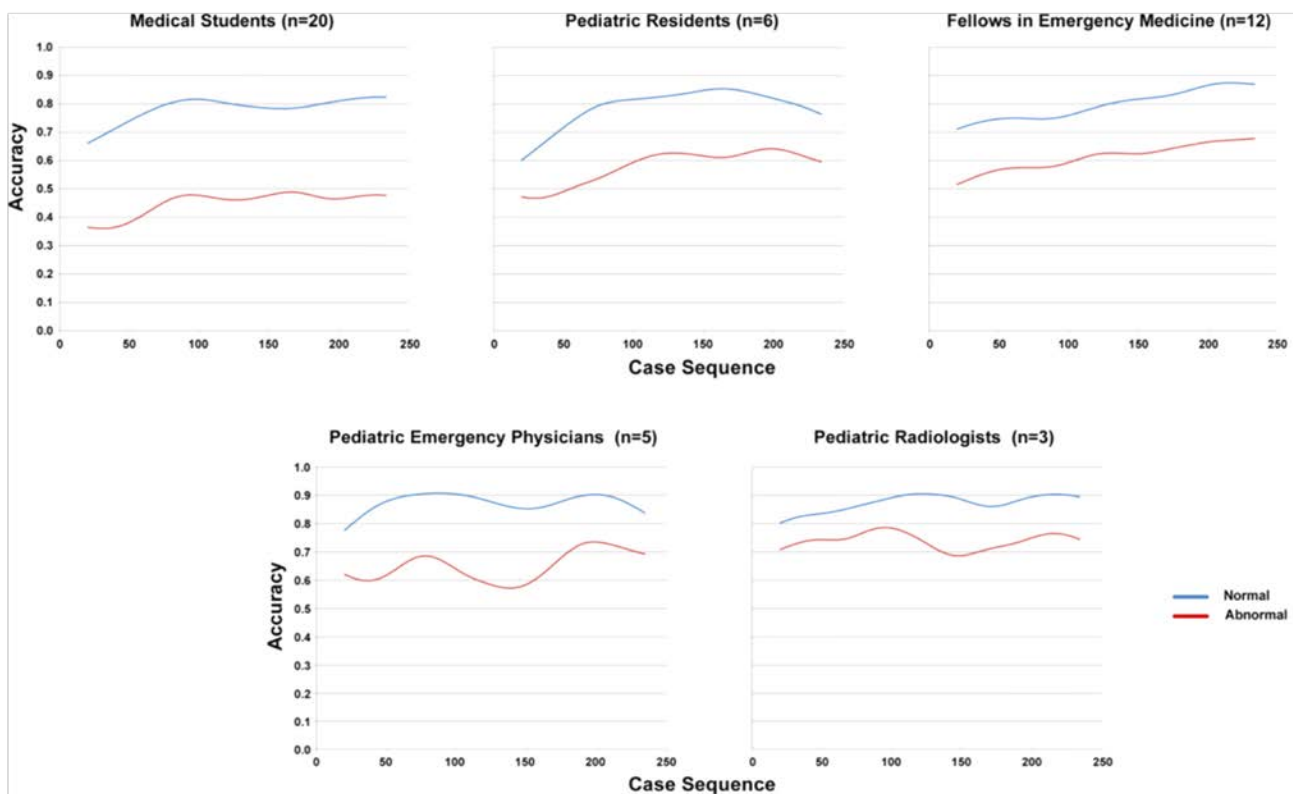 Medical Students (n=20)
Pediatric Residents (n=6)
Fellows in Emergency Medicine (n=12)
Accuracy
1.0
0.9
0.8
0.7
0.6
0.5
0.4
0.3
0.2
0.1
0.0
0 50 100 150 200 250
0 50 100 150 200 250
0 50 100 150 200 250
Case Sequence
Pediatric Emergency Physicians (n=5)
Pediatric Radiologists (n=3)
Accuracy
1.0
0.9
0.8
0.7
0.6
0.5
0.4
0.3
0.2
0.1
0.0
0 50 100 150 200 250
0 50 100 150 200 250
Case Sequence
Normal
Abnormal